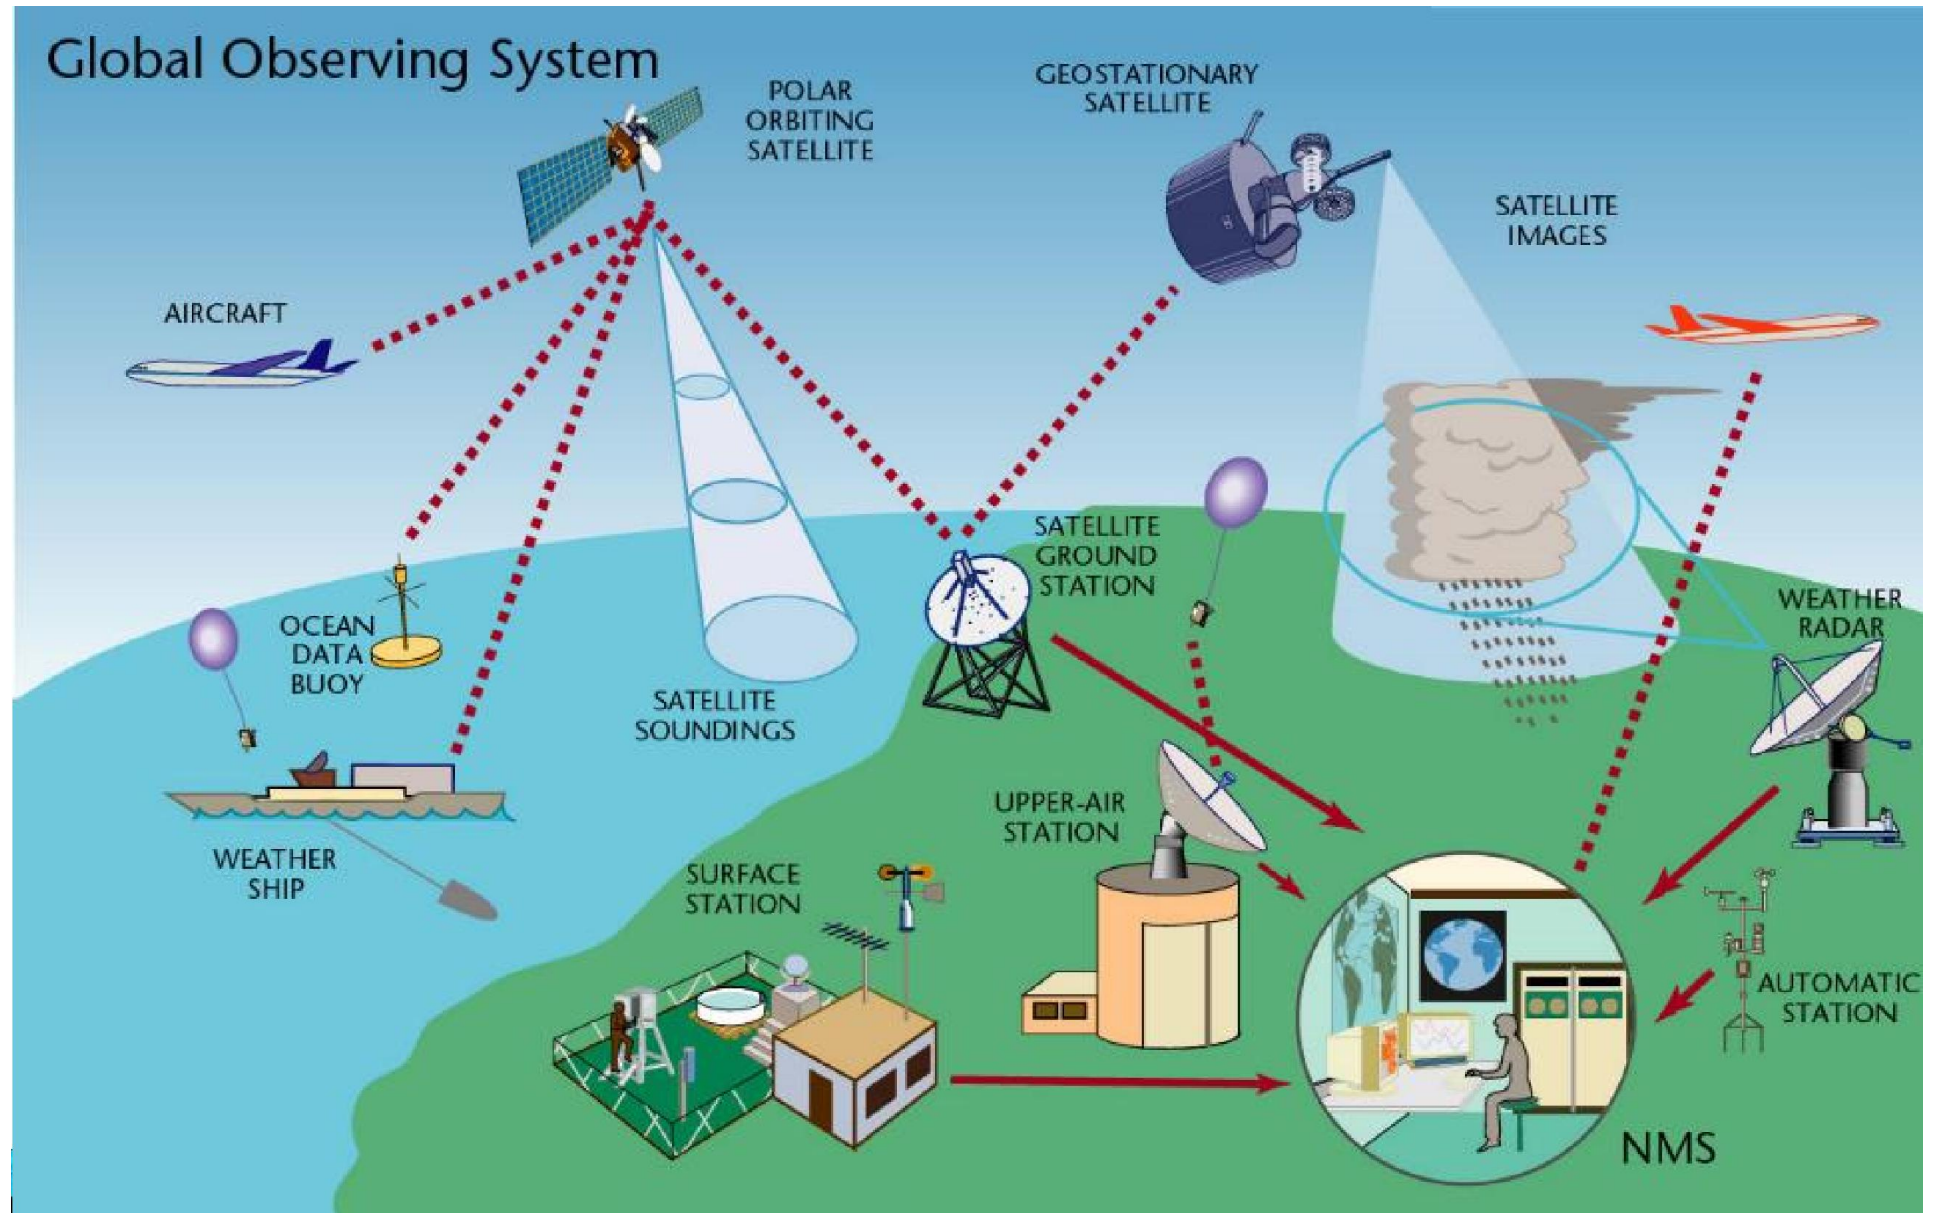 Global Observing System
POLAR
ORBITING
SATELLITE
GEOSTATIONARY
SATELLITE
SATELLITE
IMAGES
AIRCRAFT
SATELLITE
GROUND
STATION
WEATHER
RADAR
OCEAN
DATA
BUOY
SATELLITE
SOUNDINGS
UPPER-AIR
STATION
WEATHER
SHIP
SURFACE
STATION
AUTOMATIC
STATION
NMS